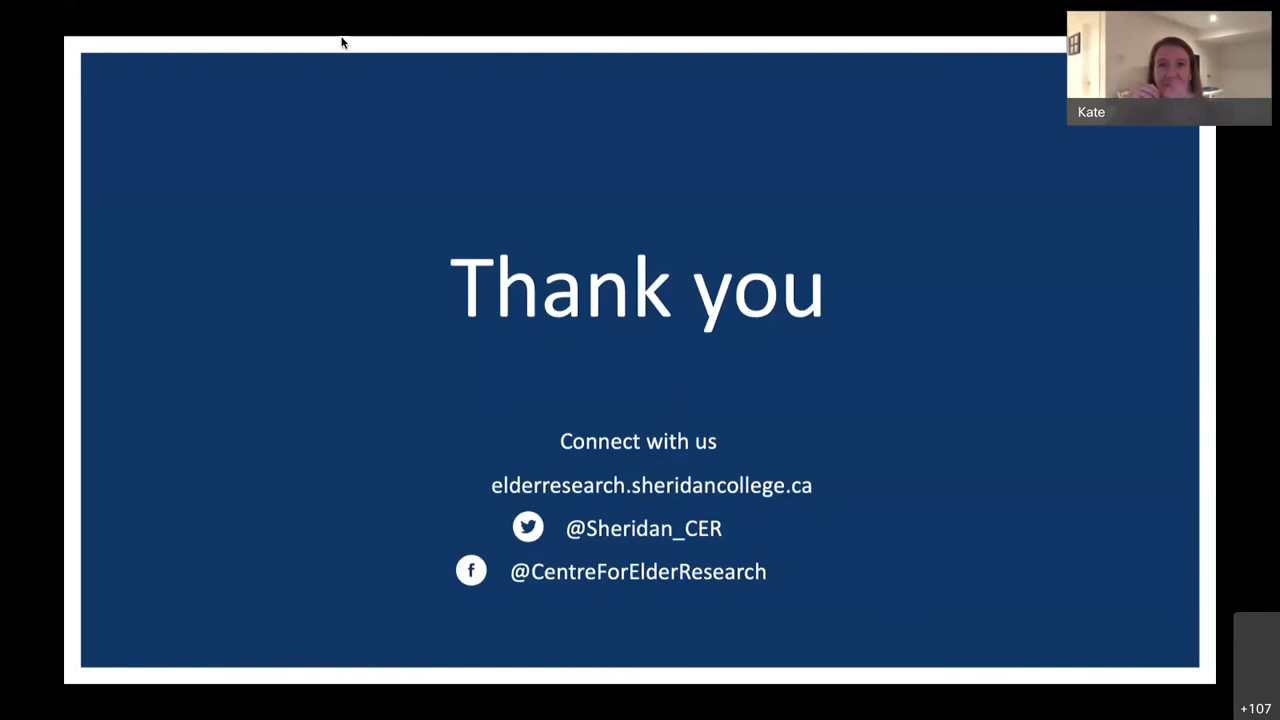 Kate
Thank you
Connect with us
elderresearch.sheridancollege.ca
@Sheridan_CER
f @CentreForElderResearch
+107